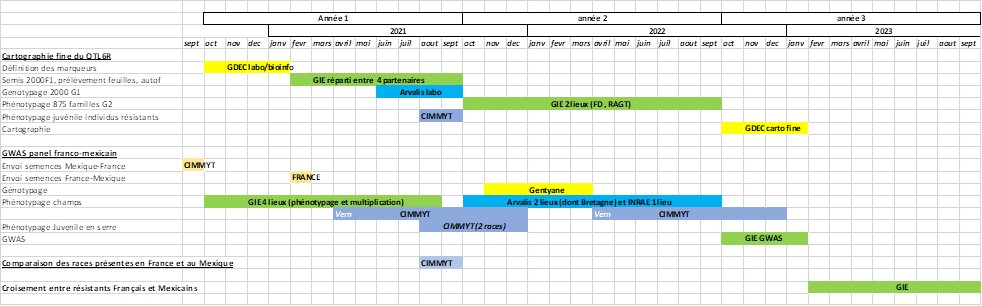 Année 1 année 2 année 3
2021 2022 2023
sept oct nov dec janv fevr mars avril mai juin juil aout sept oct nov dec janv fevr mars avril mai juin juil aout sept oct nov dec janv fevr mars avril mai juin juil aout sept
Cartographie fine du QTL6R
Définition des marqueurs GDEC labo/bioinfo
Semis 2000F1, prélèvement feuilles, autof GIE réparti entre 4 partenaires
Genotypage 2000 G1 Arvalis labo
Phénotypage 875 familles G2 GIE 2 lieux (FD, RAGT)
Phénotypage juvénile individus résistants CIMMYT
Cartographie GDEC carto fine
GWAS panel franco-mexicain
Envoi semences Mexique-France CIMMYT
Envoi semences France-Mexique FRANCE
Génotypage Gentyane
Phénotypage champs GIE 4 lieux (phénotypage et multiplication) Arvalis 2 lieux (dont Bretagne) et INRAE 1 lieu
Vern CIMMYT Vern CIMMYT
Phénotypage Juvenile en serre CIMMYT (2 races)
GWAS GIE GWAS
Comparaison des races présentes en France et au Mexique CIMMYT
Croisement entre résistants Français et Mexicains GIE